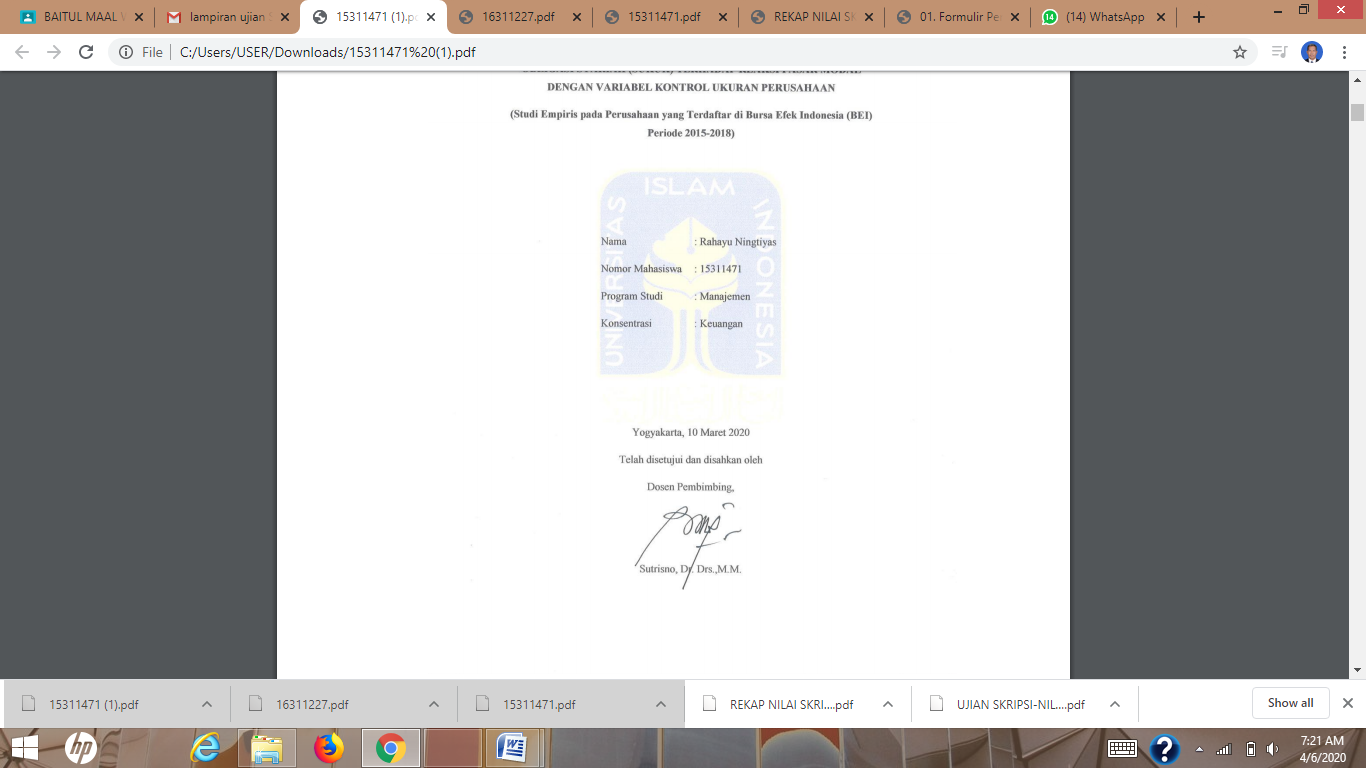 BAITUL MAAL W
lampiran ujian S
15311471 (1).pd
16311227.pdf
15311471.pdf
REKAP NILAI SK
01. Formulir Pe
(14) WhatsApp
File
C:/Users/USER/Downloads/15311471%20(1).pdf
DENGAN VARIABEL KONTROL UKURAN PERUSAHAAN
(Studi Empiris pada Perusahaan yang Terdaftar di Bursa Efek Indonesia (BEI)
Periode 2015-2018)
UNIVERSITAS ISLAM INDONESIA
Nama : Rahayu Ningtiyas
Nomor Mahasiswa : 15311471
Program Studi : Manajemen
Konsentrasi : Keuangan
Yogyakarta, 10 Maret 2020
Telah disetujui dan disahkan oleh
Dosen Pembimbing,
Sutrisno, Dr. Drs.,M.M.
15311471 (1).pdf
16311227.pdf
15311471.pdf
REKAP NILAI SKRI....pdf
UJIAN SKRIPSI-NIL....pdf
Show all
hp
7:21 AM
4/6/2020